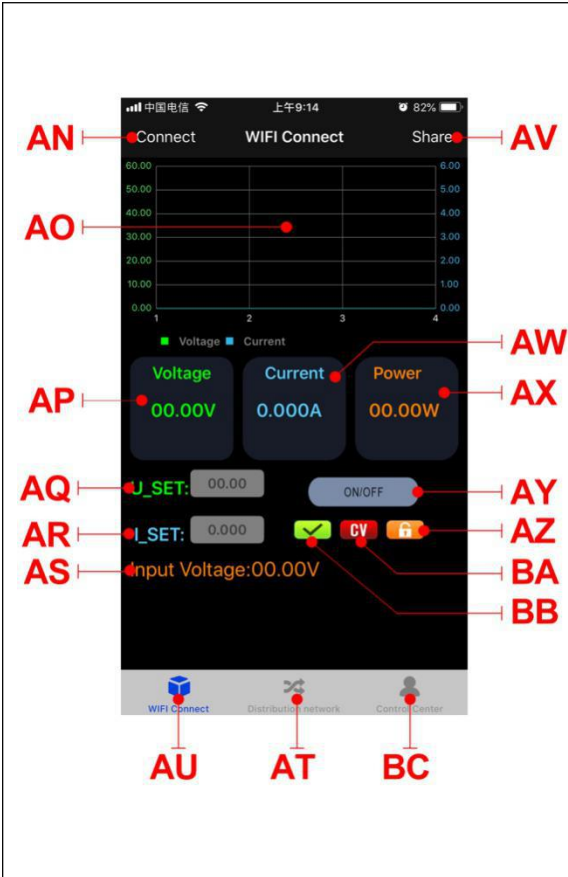 中国电信 上午9:14 82%
AN Connect WIFI Connect Share AV
60.00 6.00
50.00 5.00
AO 40.00 4.00
30.00 3.00
20.00 2.00
10.00 1.00
0.00 0.00
1 2 3 4
Voltage Current
AW
Voltage Current Power
AP 00.00V 0.000A 00.00W AX
AQ U_SET: 00.00 ON/OFF AY
AR I_SET: 0.000 CV AZ
AS Input Voltage:00.00V BA
BB
WIFI Connect Distribution network Control Center
AU AT BC